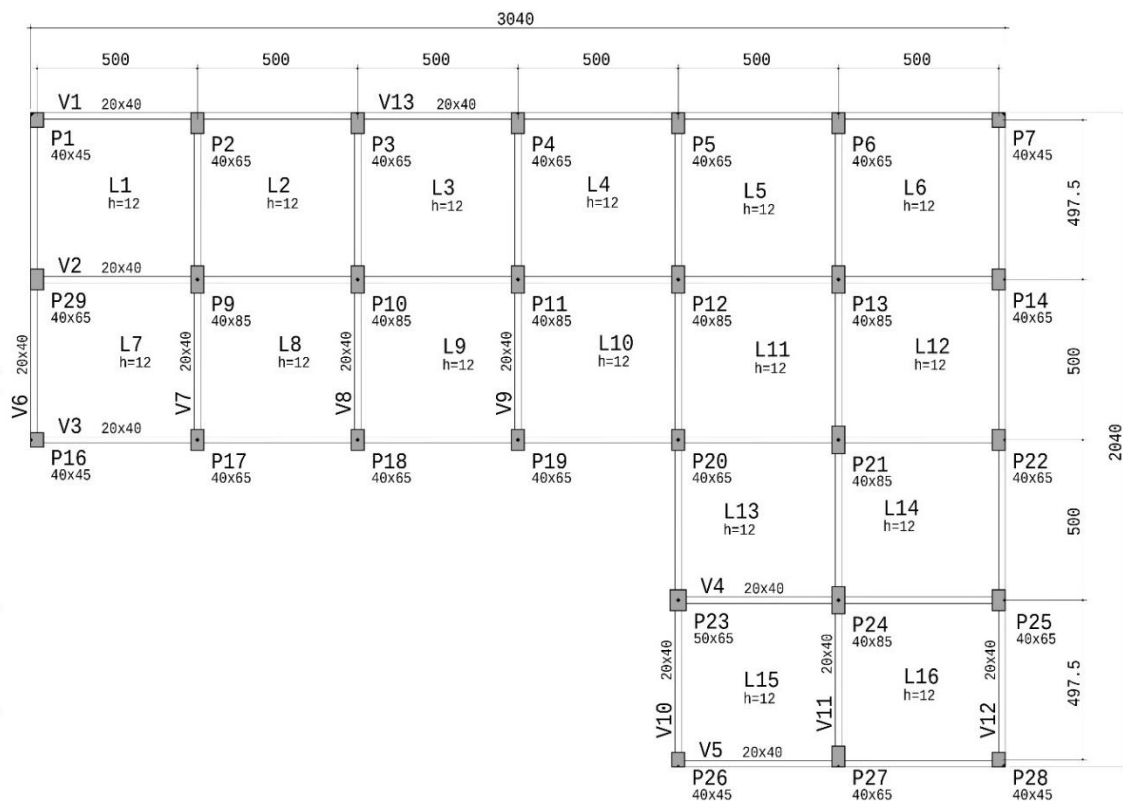 3040
500 500 500 500 500 500
V1 20x40 V13 20x40
P1 P2 P3 P4 P5 P6 P7
40x45 40x65 40x65 40x65 40x65 40x65 40x45
L1 L2 L3 L4 L5 L6
h=12 h=12 h=12 h=12 h=12 h=12
497.5
V2 20x40
P29 P9 P10 P11 P12 P13 P14
40x65 40x85 40x85 40x85 40x85 40x85 40x65
L7 L8 L9 L10 L11 L12
h=12 h=12 h=12 h=12 h=12 h=12
20x40 20x40 20x40 20x40
500
V6 V7 V8 V9
V3 20x40
2040
P16 P17 P18 P19 P20 P21 P22
40x45 40x65 40x65 40x65 40x65 40x85 40x65
L13 L14
h=12 h=12
500
V4 20x40
P23 P24 P25
50x65 40x85 40x65
20x40 20x40 20x40
L15 L16
h=12 h=12
497.5
V10 V11 V12
V5 20x40
P26 P27 P28
40x45 40x65 40x45